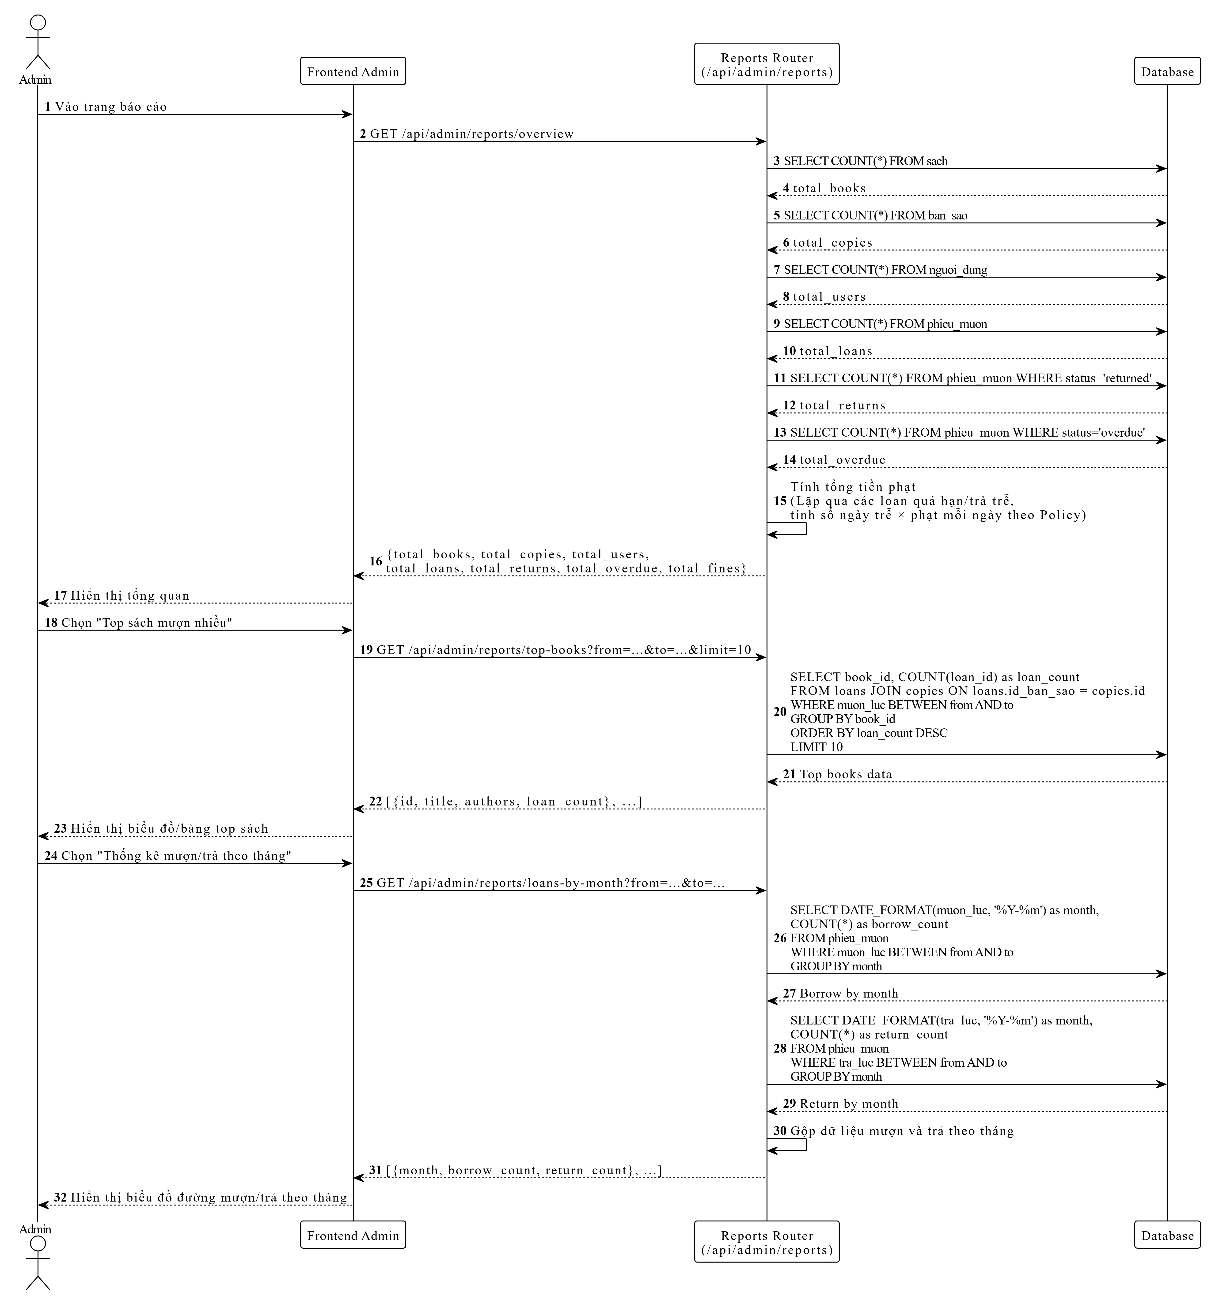 Admin
Frontend Admin
Reports Router
(/api/admin/reports)
Database
1 Vào trang báo cáo
2 GET /api/admin/reports/overview
3 SELECT COUNT(*) FROM sach
4 total_books
5 SELECT COUNT(*) FROM ban_sao
6 total_copies
7 SELECT COUNT(*) FROM nguoi_dung
8 total_users
9 SELECT COUNT(*) FROM phieu_muon
10 total_loans
11 SELECT COUNT(*) FROM phieu_muon WHERE status='returned'
12 total_returns
13 SELECT COUNT(*) FROM phieu_muon WHERE status='overdue'
14 total_overdue
Tính tổng tiền phạt
15 (Lặp qua các loan quá hạn/trả trễ,
tính số ngày trễ × phạt mỗi ngày theo Policy)
16 {total_books, total_copies, total_users,
total_loans, total_returns, total_overdue, total_fines}
17 Hiển thị tổng quan
18 Chọn "Top sách mượn nhiều"
19 GET /api/admin/reports/top-books?from=...&to=...&limit=10
SELECT book_id, COUNT(loan_id) as loan_count
FROM loans JOIN copies ON loans.id_ban_sao = copies.id
20 WHERE muon_luc BETWEEN from AND to
GROUP BY book_id
ORDER BY loan_count DESC
LIMIT 10
21 Top books data
22 [{id, title, authors, loan_count}, ...]
23 Hiển thị biểu đồ/bảng top sách
24 Chọn "Thống kê mượn/trả theo tháng"
25 GET /api/admin/reports/loans-by-month?from=...&to=...
SELECT DATE_FORMAT(muon_luc, '%Y-%m') as month,
COUNT(*) as borrow_count
26 FROM phieu_muon
WHERE muon_luc BETWEEN from AND to
GROUP BY month
27 Borrow by month
SELECT DATE_FORMAT(tra_luc, '%Y-%m') as month,
COUNT(*) as return_count
28 FROM phieu_muon
WHERE tra_luc BETWEEN from AND to
GROUP BY month
29 Return by month
30 Gộp dữ liệu mượn và trả theo tháng
31 [{month, borrow_count, return_count}, ...]
32 Hiển thị biểu đồ đường mượn/trả theo tháng
Admin
Frontend Admin
Reports Router
(/api/admin/reports)
Database